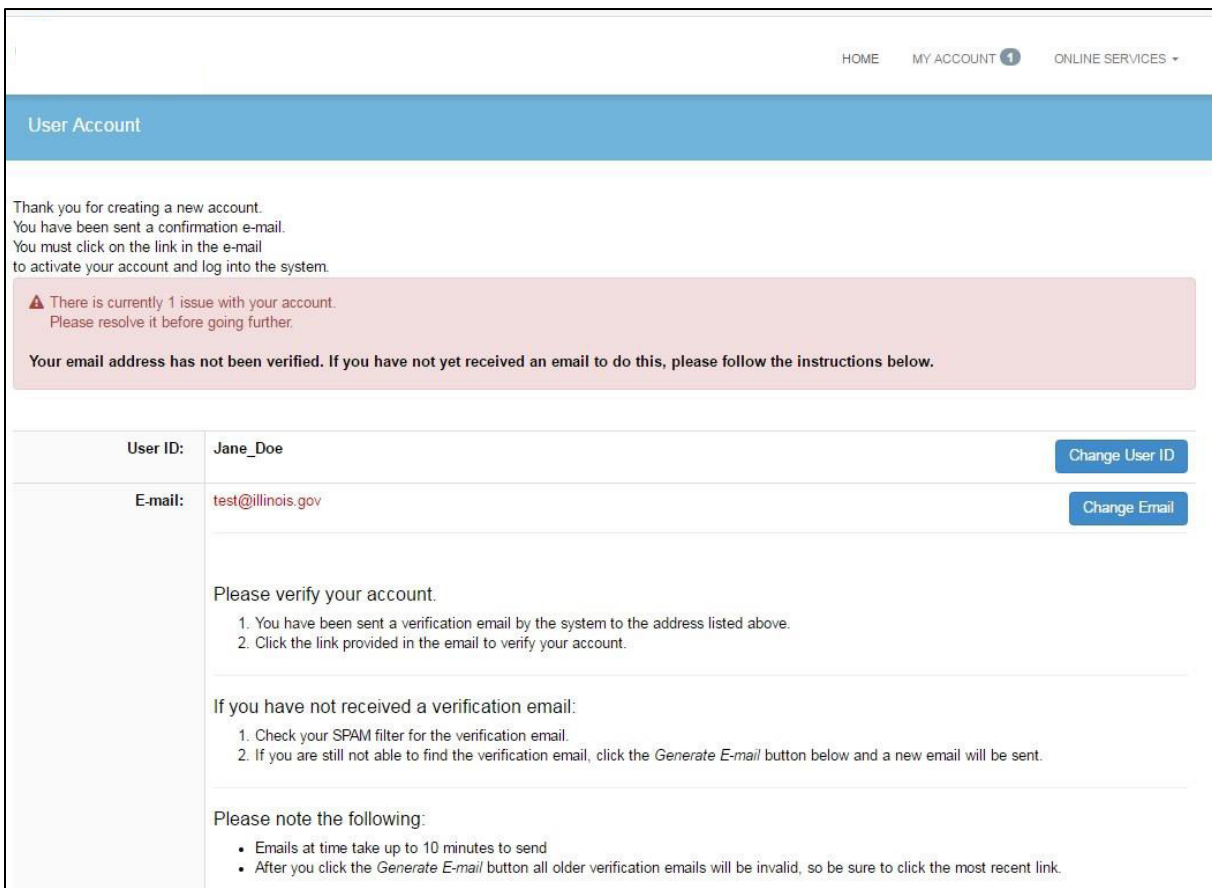 HOME MY ACCOUNT 1 ONLINE SERVICES
User Account
Thank you for creating a new account.
You have been sent a confirmation e-mail.
You must click on the link in the e-mail
to activate your account and log into the system.
There is currently 1 issue with your account.
Please resolve it before going further.
Your email address has not been verified. If you have not yet received an email to do this, please follow the instructions below.
User ID: Jane_Doe Change User ID
E-mail: test@illinois.gov Change Email
Please verify your account.
1. You have been sent a verification email by the system to the address listed above.
2. Click the link provided in the email to verify your account.
If you have not received a verification email:
1. Check your SPAM filter for the verification email.
2. If you are still not able to find the verification email, click the Generate E-mail button below and a new email will be sent.
Please note the following:
• Emails at time take up to 10 minutes to send
• After you click the Generate E-mail button all older verification emails will be invalid, so be sure to click the most recent link.